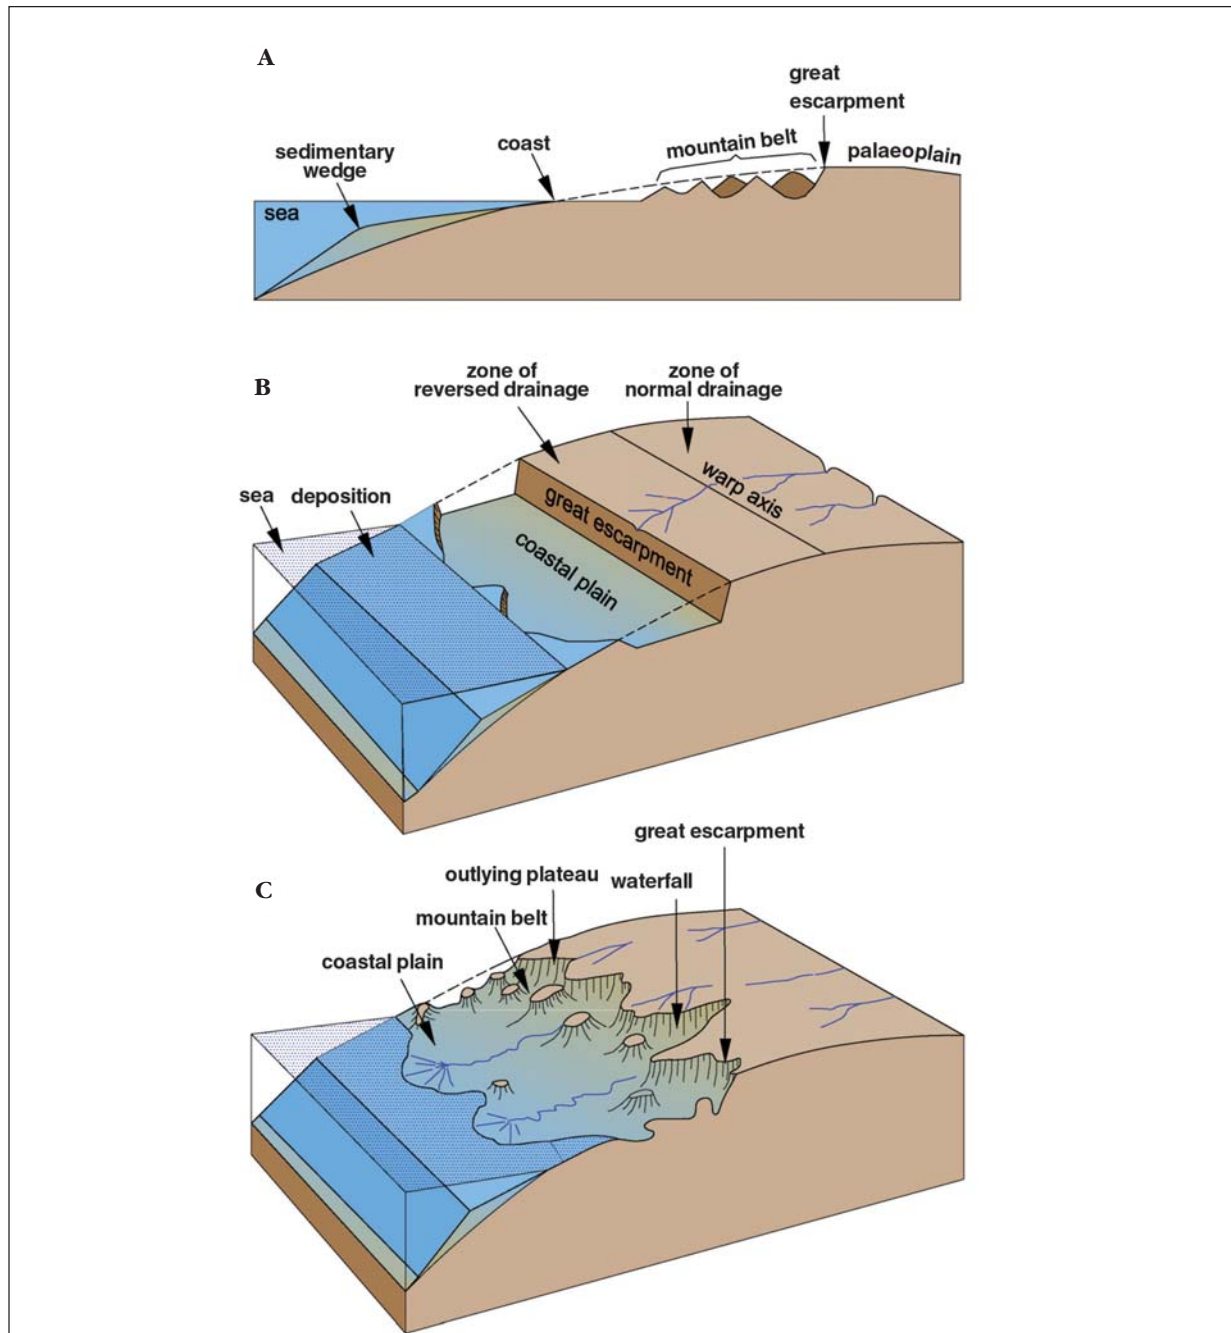 A
great
escarpment
mountain belt
palaeoplain
coast
sedimentary
wedge
sea
B
zone of
reversed drainage
zone of
normal drainage
sea
deposition
warp axis
great escarpment
coastal plain
C
great escarpment
outlying plateau
waterfall
mountain belt
coastal plain